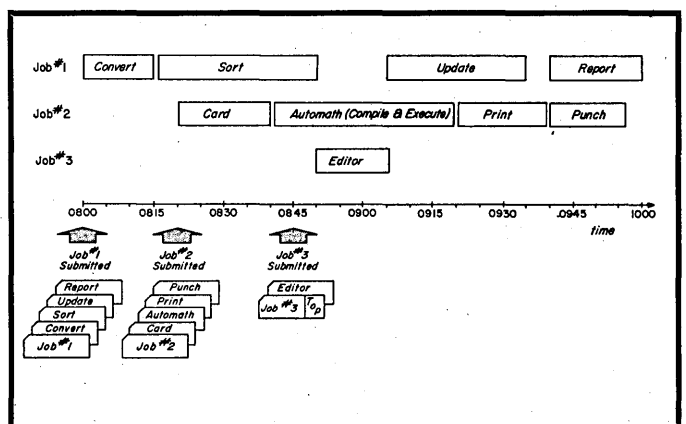 Job #1 Convert Sort Update Report
Job #2 Card Automath (Compile & Execute) Print Punch
Job #3 Editor
0800 0815 0830 0845 0900 0915 0930 0945 1000
time
Job #1 Submitted
Job #2 Submitted
Job #3 Submitted
Report
Update
Sort
Convert
Job #1
Punch
Print
Automath
Card
Job #2
Editor
Job #3 Top